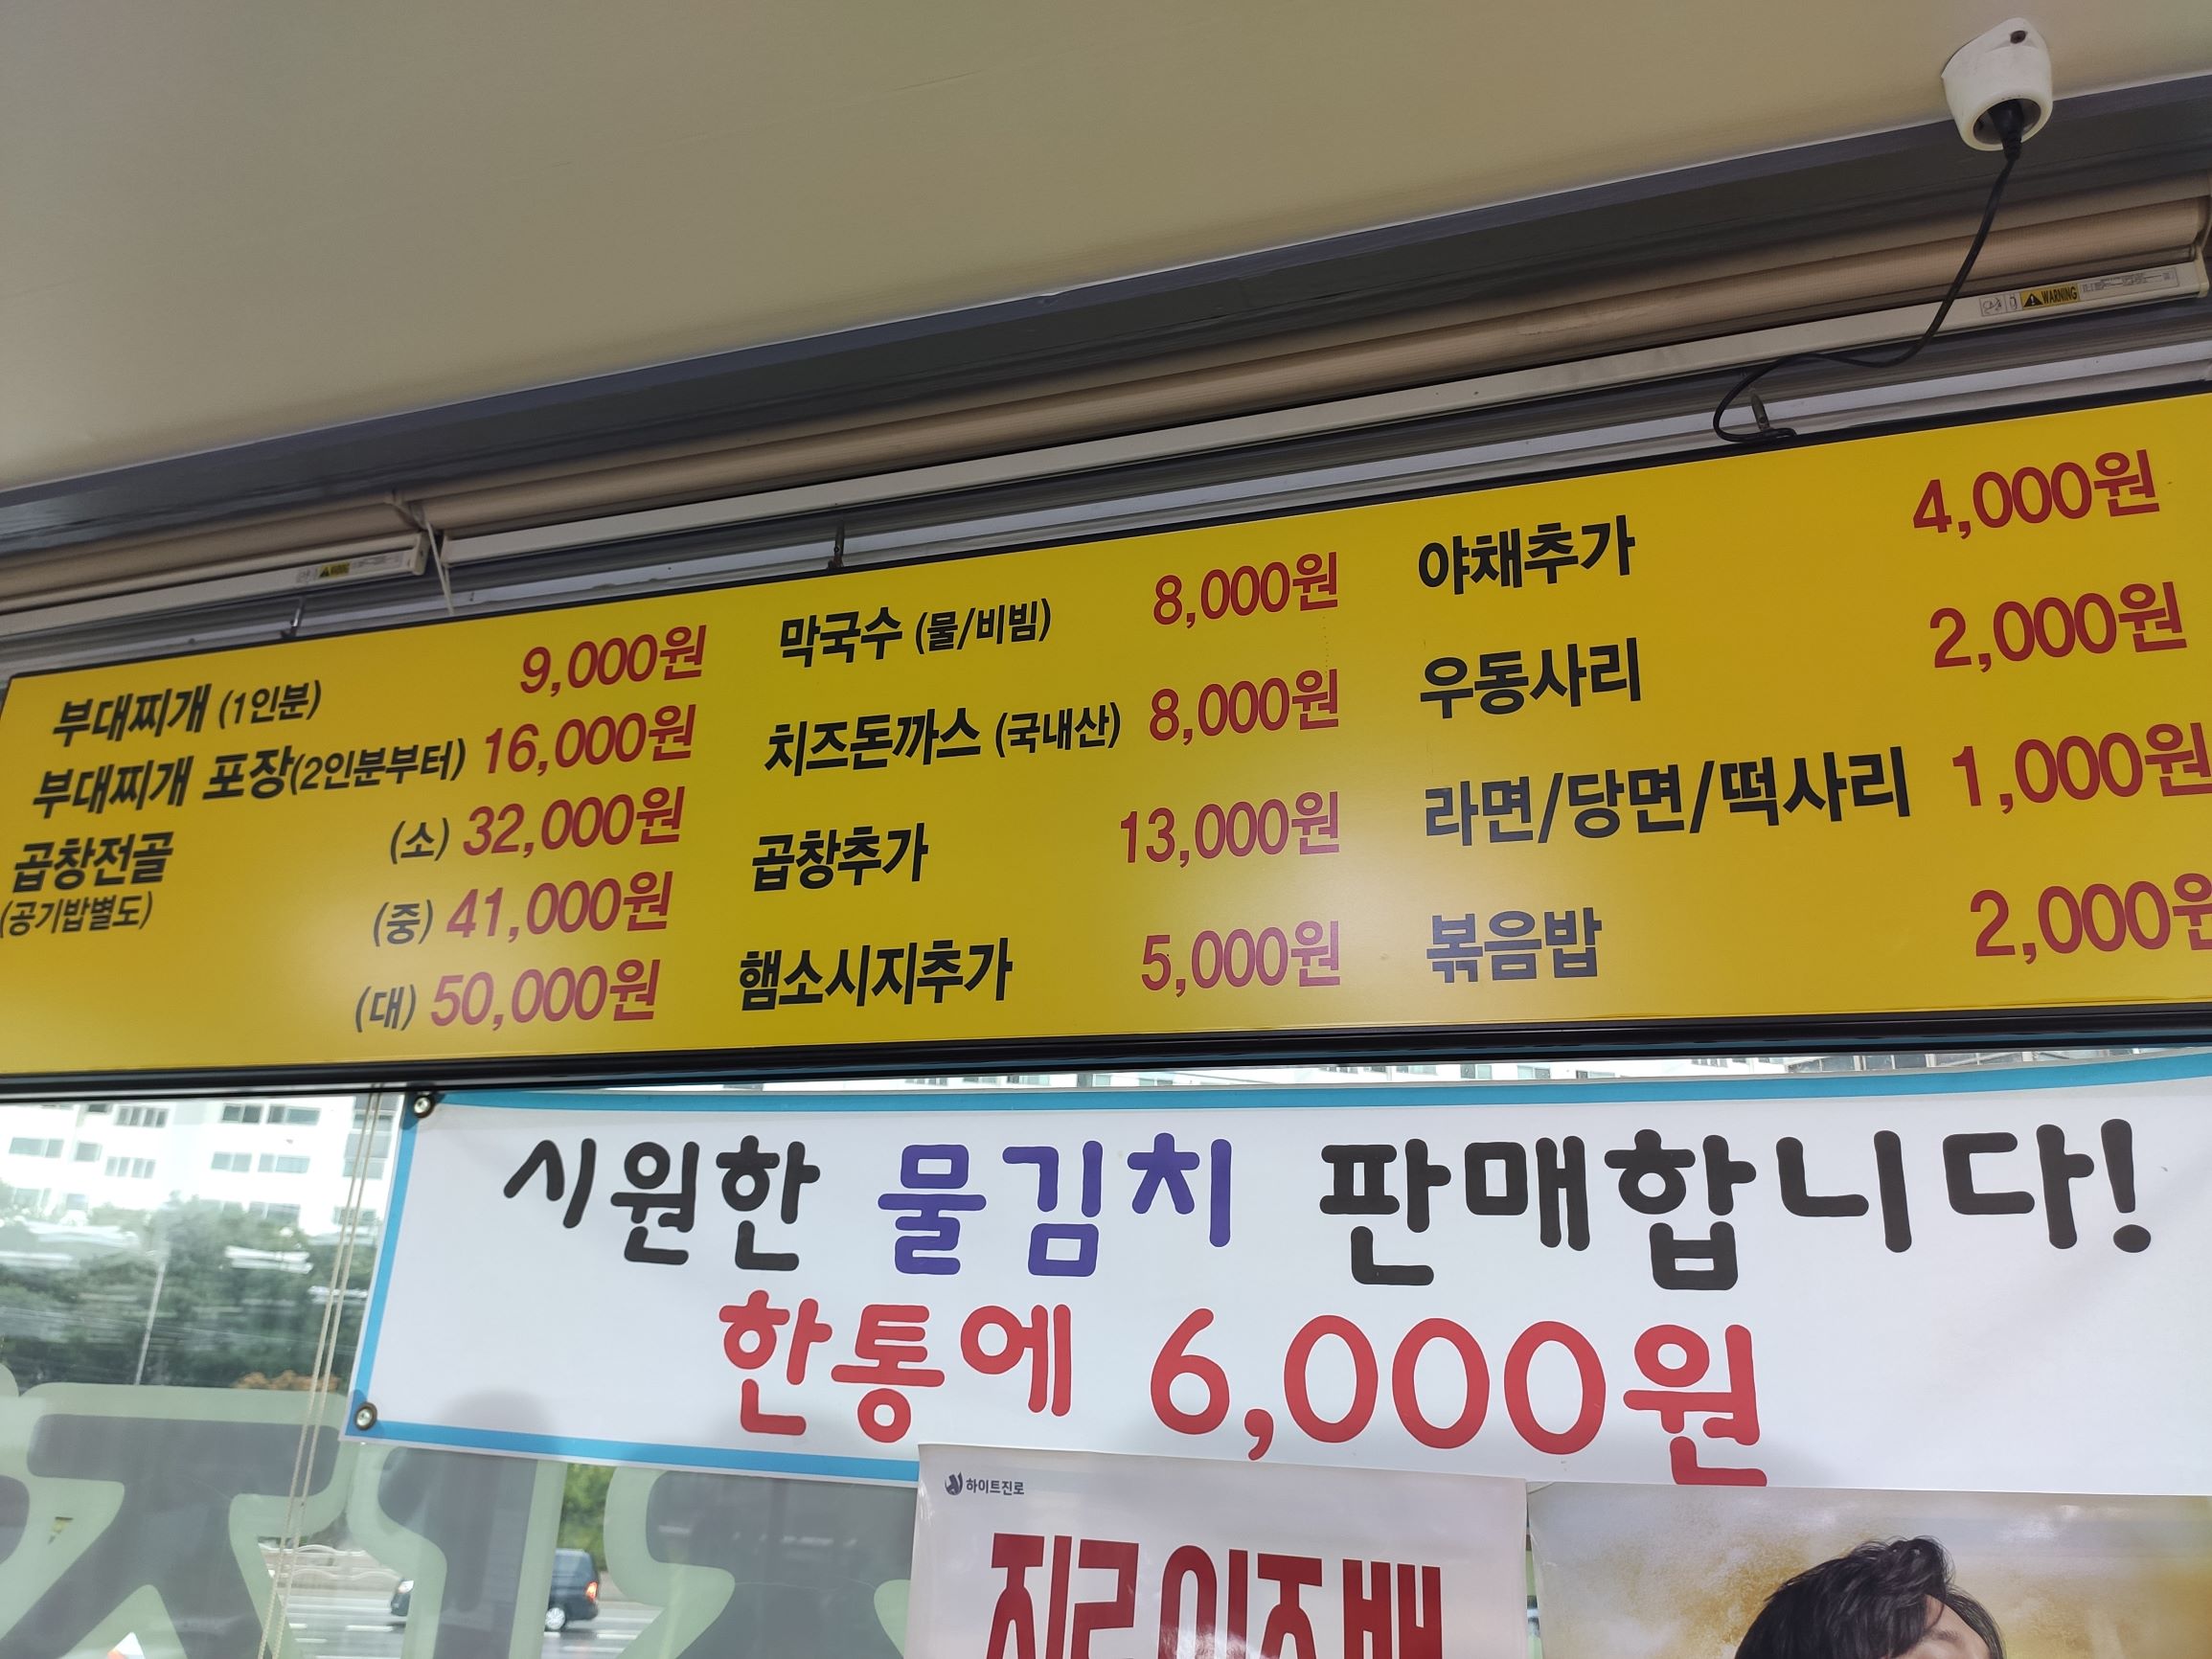 부대찌개 (1인분) 9,000원
부대찌개 포장(2인분부터) 16,000원
곱창전골 (소) 32,000원
(공기밥별도)
(중) 41,000원
(대) 50,000원
막국수 (물/비빔) 8,000원
치즈돈까스 (국내산) 8,000원
곱창추가 13,000원
햄소시지추가 5,000원
야채추가 4,000원
우동사리 2,000원
라면/당면/떡사리 1,000원
볶음밥 2,000원
시원한 물김치 판매합니다!
한통에 6,000원
하이트진로
WARNING